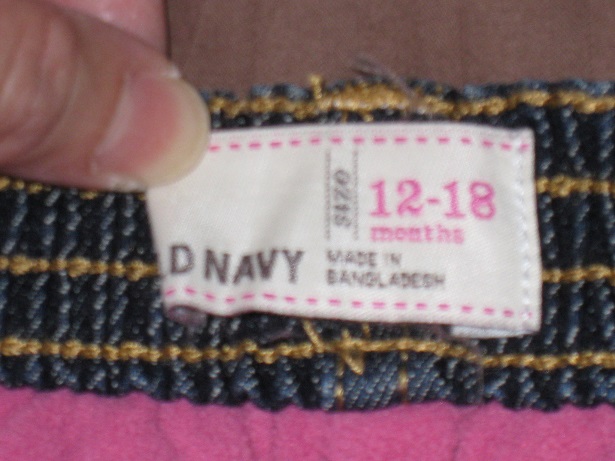 SIZE
12-18
months
D NAVY
MADE IN
BANGLADESH